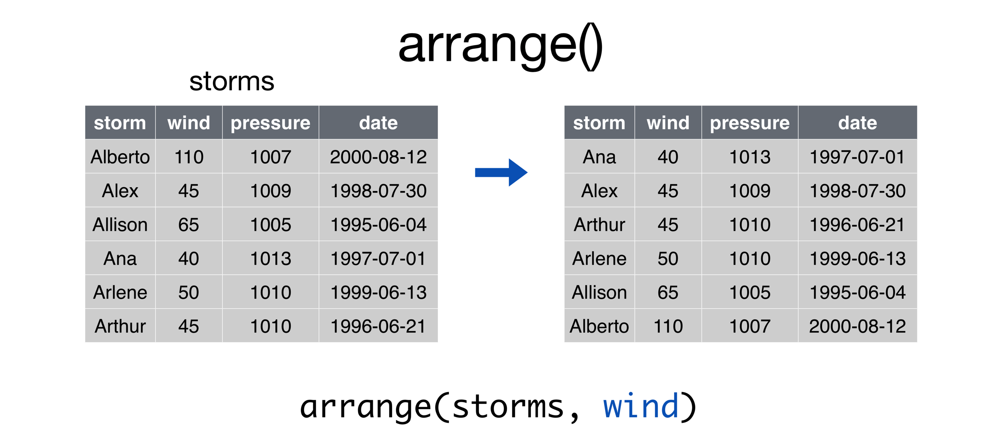 arrange()
storms
storm wind pressure date
Alberto 110 1007 2000-08-12
Alex 45 1009 1998-07-30
Allison 65 1005 1995-06-04
Ana 40 1013 1997-07-01
Arlene 50 1010 1999-06-13
Arthur 45 1010 1996-06-21
storm wind pressure date
Ana 40 1013 1997-07-01
Alex 45 1009 1998-07-30
Arthur 45 1010 1996-06-21
Arlene 50 1010 1999-06-13
Allison 65 1005 1995-06-04
Alberto 110 1007 2000-08-12
arrange(storms, wind)